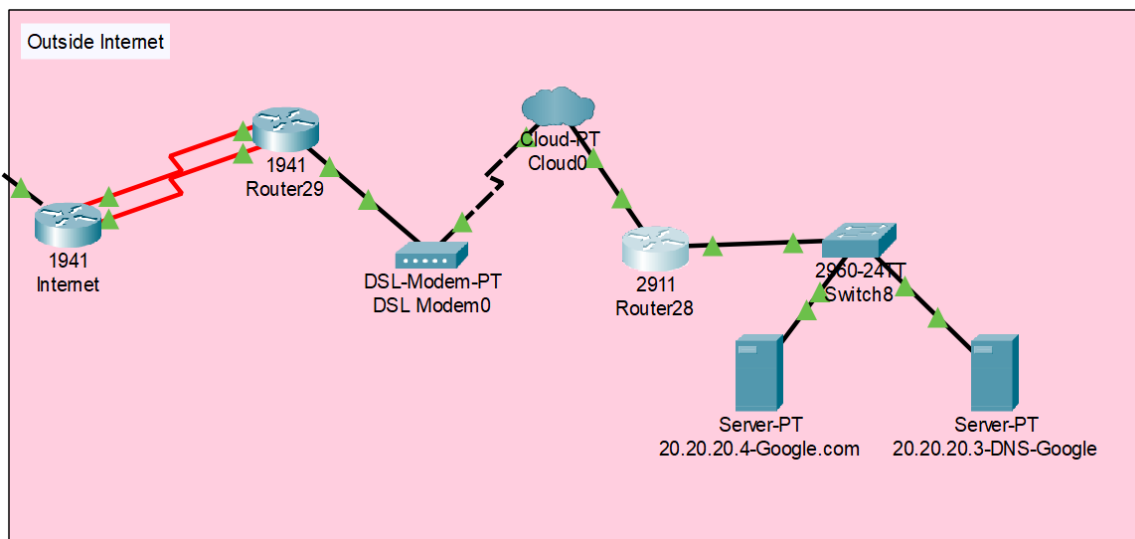 Outside Internet
Cloud-PT
Cloud0
1941
Router29
1941
Internet
DSL-Modem-PT
DSL Modem0
2911
Router28
2960-24TT
Switch8
Server-PT
20.20.20.4-Google.com
Server-PT
20.20.20.3-DNS-Google